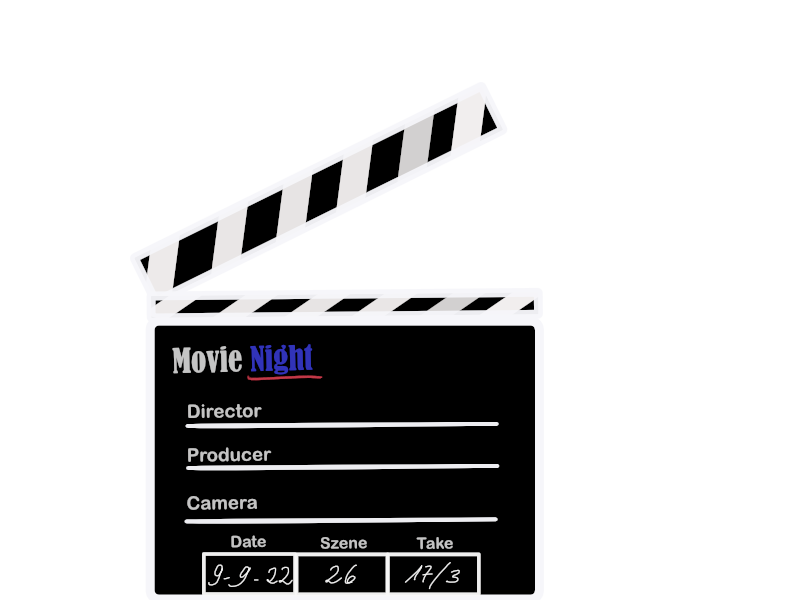 Movie Night
Director
Producer
Camera
Date Szene Take
9-9-22 26 17/3